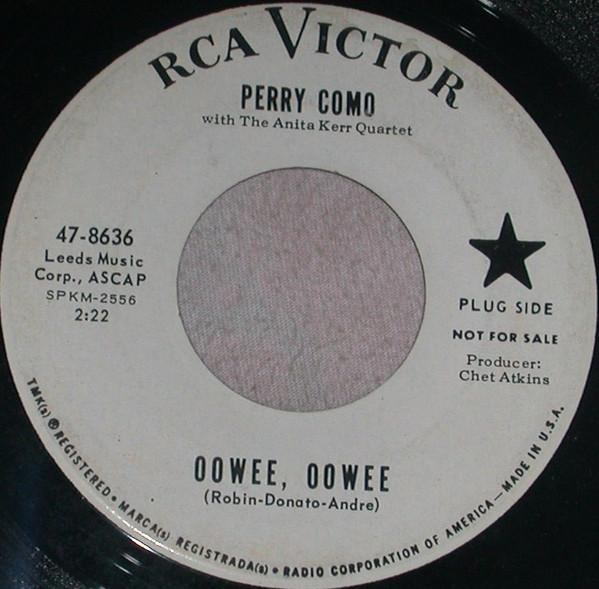 RCA VICTOR
PERRY COMO
with The Anita Kerr Quartet
47-8636
Leeds Music
Corp., ASCAP
SPKM-2556
2:22
PLUG SIDE
NOT FOR SALE
Producer:
Chet Atkins
OOWEE, OOWEE
(Robin-Donato-Andre)
TMK(s) ® REGISTERED • MARCA(s) REGISTRADA(s) • RADIO CORPORATION OF AMERICA—MADE IN U.S.A.